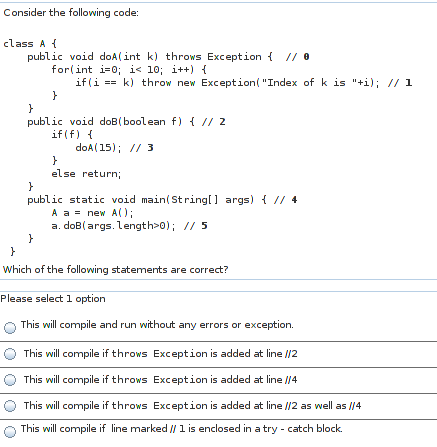 Consider the following code:
class A {
public void doA(int k) throws Exception {  // 0
for(int i=0; i< 10; i++) {
if(i == k) throw new Exception("Index of k is "+i); // 1
}
}
public void doB(boolean f) { // 2
if(f) {
doA(15); // 3
}
else return;
}
public static void main(String[] args) { // 4
A a = new A();
a.doB(args.length>0); // 5
}
}
Which of the following statements are correct?
Please select 1 option
This will compile and run without any errors or exception.
This will compile if throws Exception is added at line //2
This will compile if throws Exception is added at line //4
This will compile if throws Exception is added at line //2 as well as //4
This will compile if line marked // 1 is enclosed in a try - catch block.